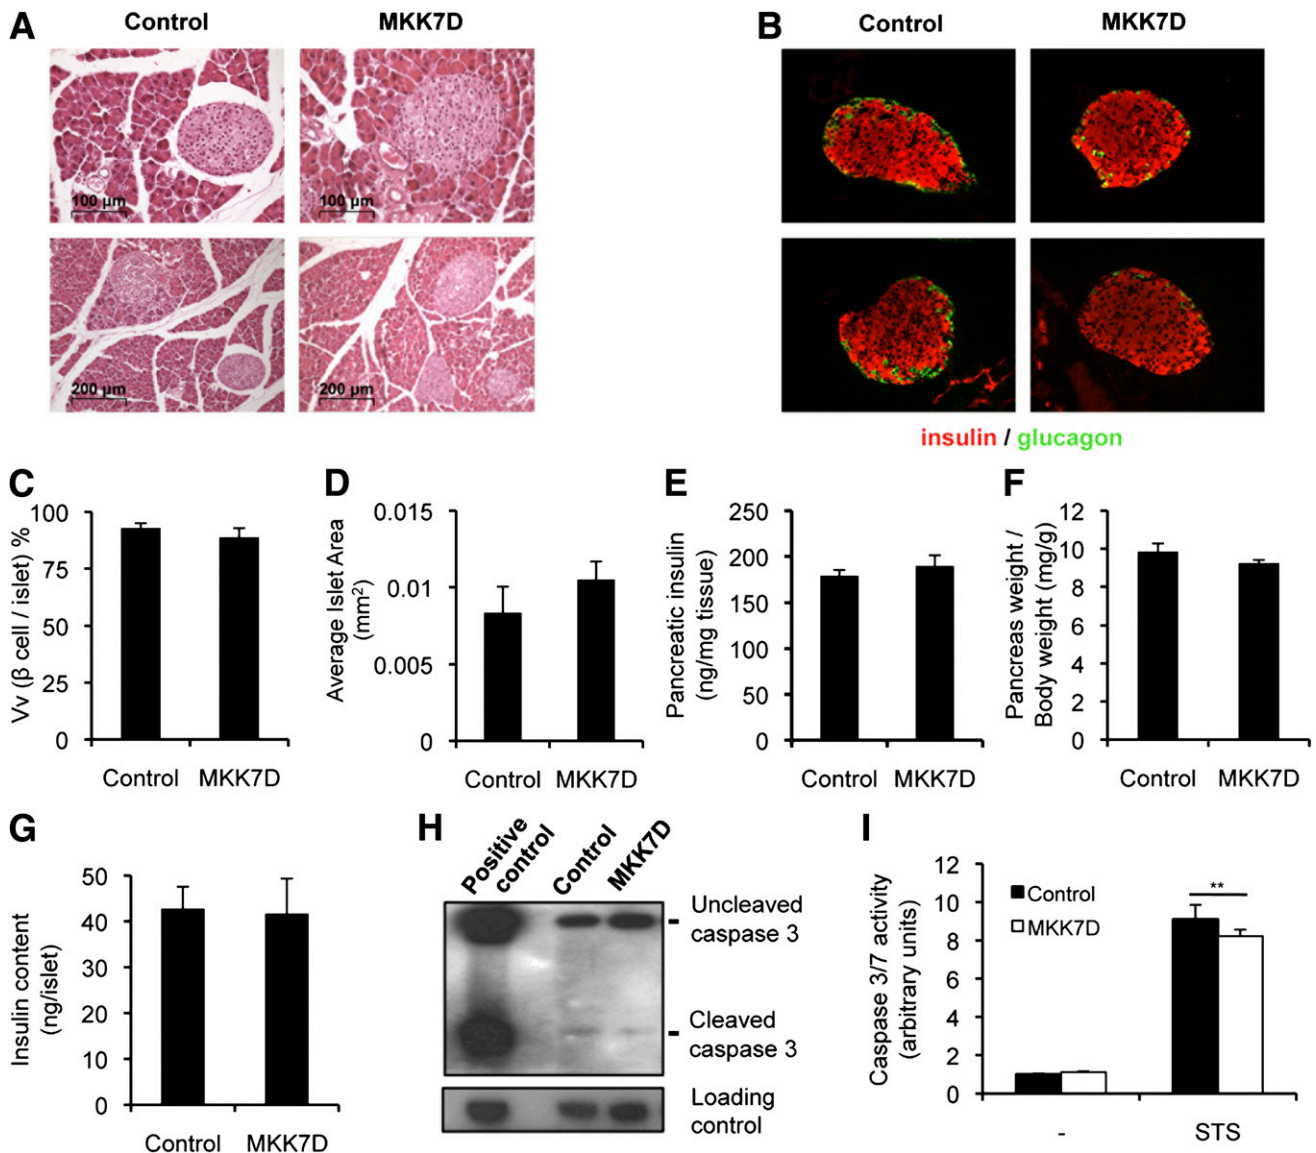 A
Control
MKK7D
100 µm
100 µm
200 µm
200 µm
B
Control
MKK7D
insulin / glucagon
C
Vv (β cell / islet) %
100
75
50
25
0
Control MKK7D
D
Average Islet Area
(mm²)
0.015
0.01
0.005
0
Control MKK7D
E
Pancreatic insulin
(ng/mg tissue)
250
200
150
100
50
0
Control MKK7D
F
Pancreas weight /
Body weight (mg/g)
12
10
8
6
4
2
0
Control MKK7D
G
Insulin content
(ng/islet)
50
40
30
20
10
0
Control MKK7D
H
Positive
control
Control
MKK7D
Uncleaved
caspase 3
Cleaved
caspase 3
Loading
control
I
Caspase 3/7 activity
(arbitrary units)
12
10
8
6
4
2
0
Control
MKK7D
**
- STS